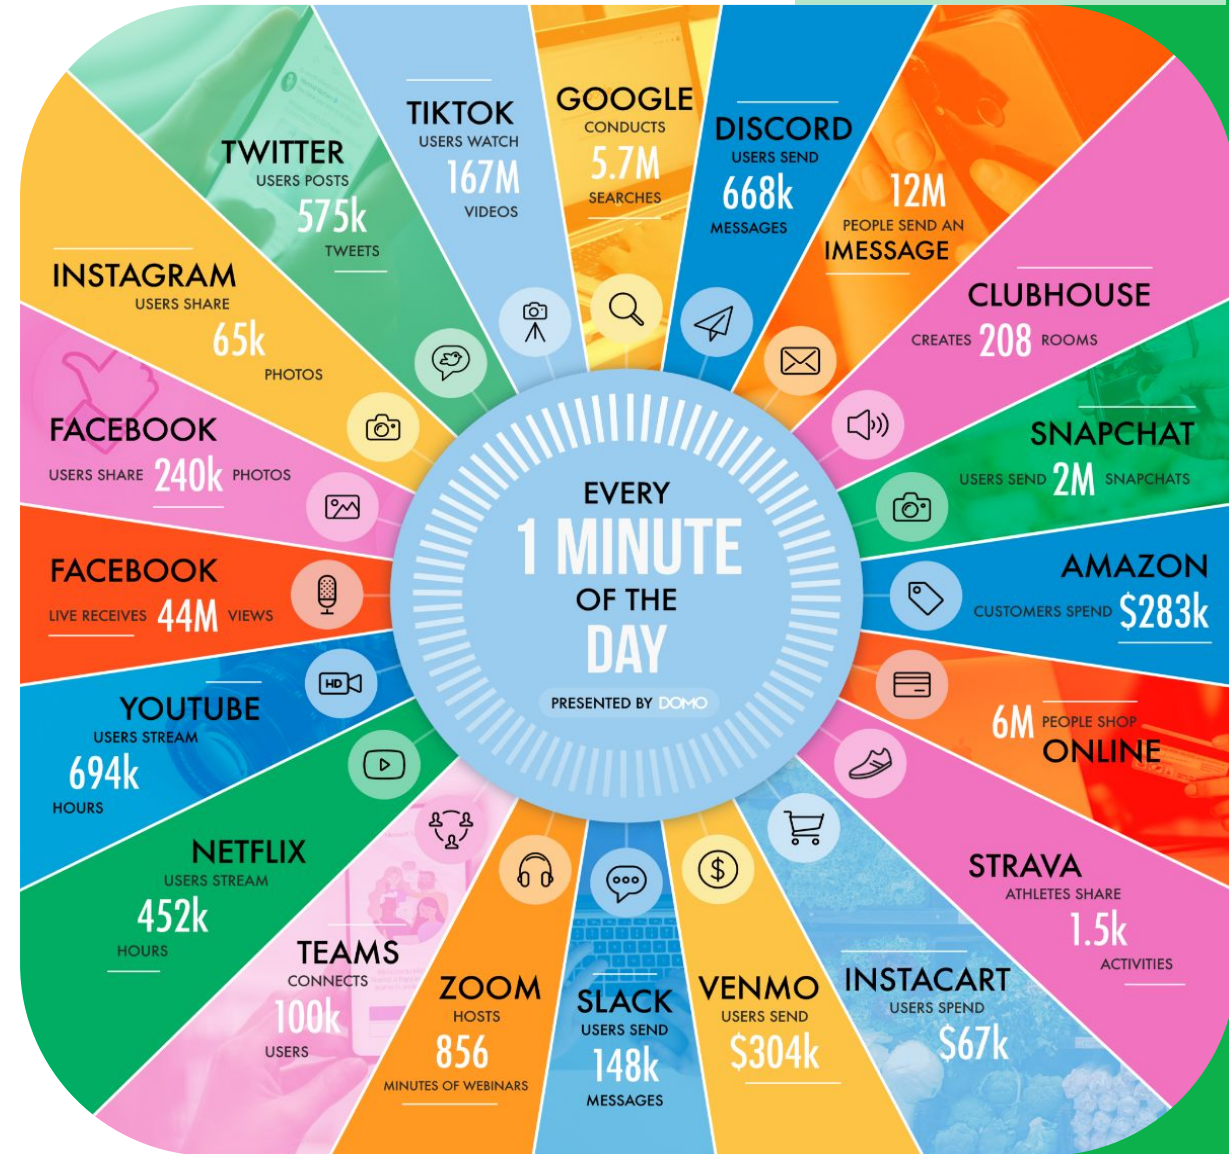 EVERY
1 MINUTE
OF THE
DAY
PRESENTED BY DOMO
GOOGLE
CONDUCTS
5.7M
SEARCHES
DISCORD
USERS SEND
668k
MESSAGES
12M
PEOPLE SEND AN
IMESSAGE
CLUBHOUSE
CREATES 208 ROOMS
SNAPCHAT
USERS SEND 2M SNAPCHATS
AMAZON
CUSTOMERS SPEND $283k
6M PEOPLE SHOP
ONLINE
STRAVA
ATHLETES SHARE
1.5k
ACTIVITIES
INSTACART
USERS SPEND
$67k
VENMO
USERS SEND
$304k
SLACK
USERS SEND
148k
MESSAGES
ZOOM
HOSTS
856
MINUTES OF WEBINARS
TEAMS
CONNECTS
100k
USERS
NETFLIX
USERS STREAM
452k
HOURS
YOUTUBE
USERS STREAM
694k
HOURS
HD
FACEBOOK
LIVE RECEIVES 44M VIEWS
FACEBOOK
USERS SHARE 240k PHOTOS
INSTAGRAM
USERS SHARE
65k
PHOTOS
TWITTER
USERS POSTS
575k
TWEETS
TIKTOK
USERS WATCH
167M
VIDEOS